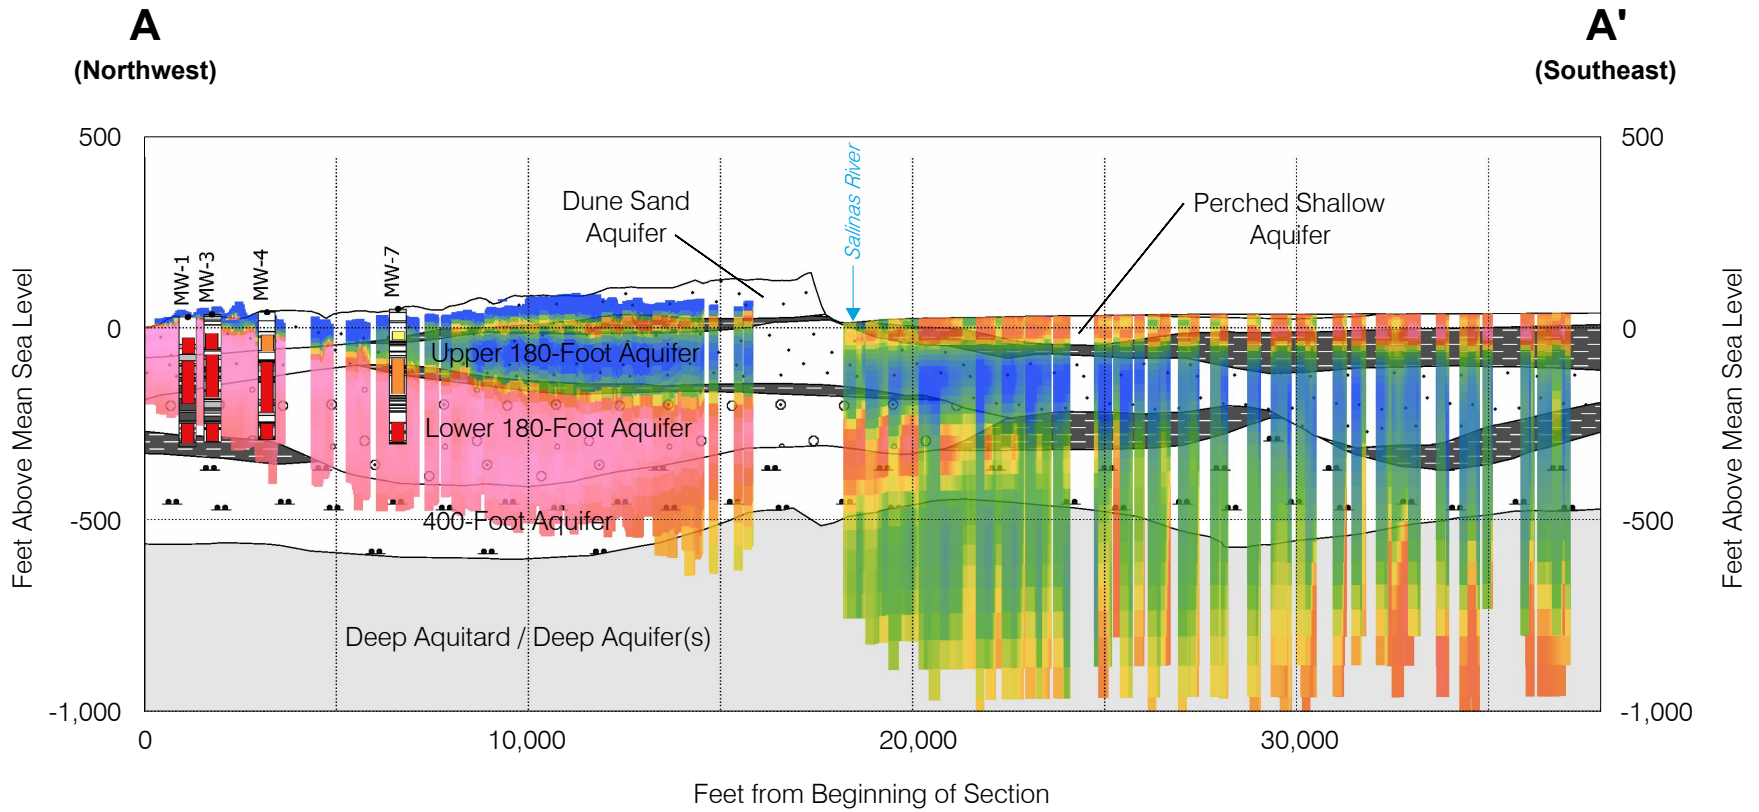 A
A'
(Northwest)
(Southeast)
500
500
Dune Sand
Aquifer
Salinas River
Perched Shallow
Aquifer
MW-1
MW-3
MW-4
MW-7
Feet Above Mean Sea Level
Feet Above Mean Sea Level
0
0
Upper 180-Foot Aquifer
Lower 180-Foot Aquifer
-500
400-Foot Aquifer
-500
Deep Aquitard / Deep Aquifer(s)
-1,000
-1,000
0
10,000
20,000
30,000
Feet from Beginning of Section